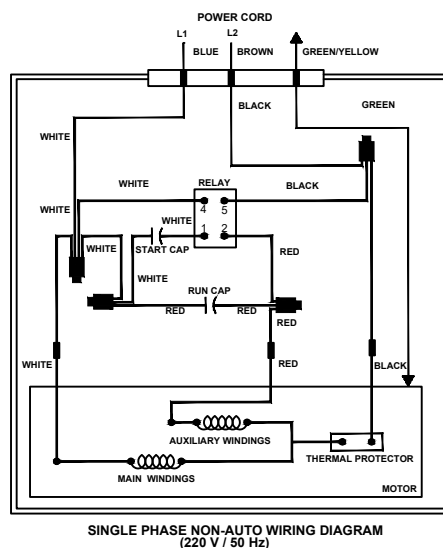 POWER CORD
L1 L2
BLUE BROWN GREEN/YELLOW
BLACK GREEN
WHITE
WHITE RELAY BLACK
WHITE 4 5
WHITE
WHITE 1 2
START CAP RED
WHITE RUN CAP
RED RED RED
WHITE RED BLACK
AUXILIARY WINDINGS
THERMAL PROTECTOR
MAIN WINDINGS
MOTOR
SINGLE PHASE NON-AUTO WIRING DIAGRAM
(220 V / 50 Hz)